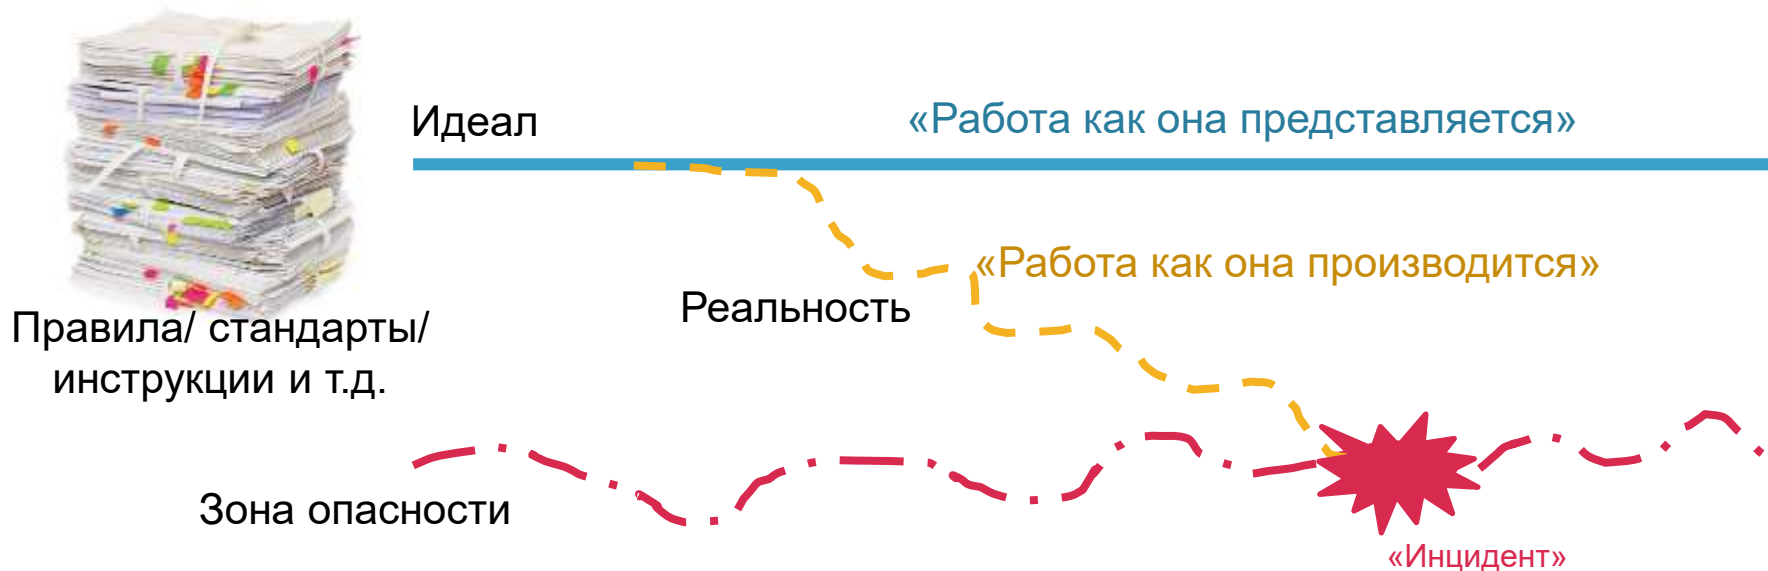 Идеал
«Работа как она представляется»
«Работа как она производится»
Реальность
Правила/ стандарты/
инструкции и т.д.
Зона опасности
«Инцидент»